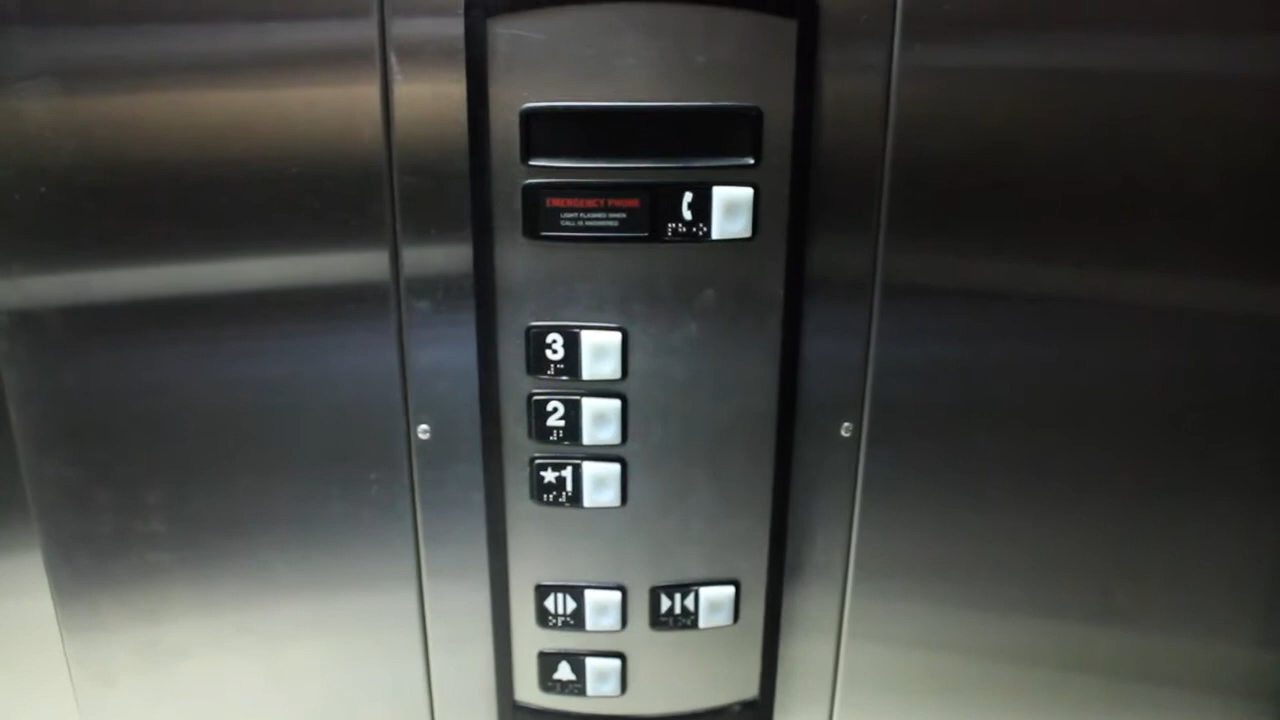 EMERGENCY PHONE
LIGHT FLASHES WHEN
CALL IS ANSWERED
3
2
★1